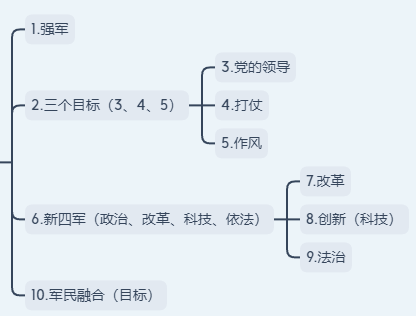 1.强军
2.三个目标（3、4、5）
3.党的领导
4.打仗
5.作风
6.新四军（政治、改革、科技、依法）
7.改革
8.创新（科技）
9.法治
10.军民融合（目标）